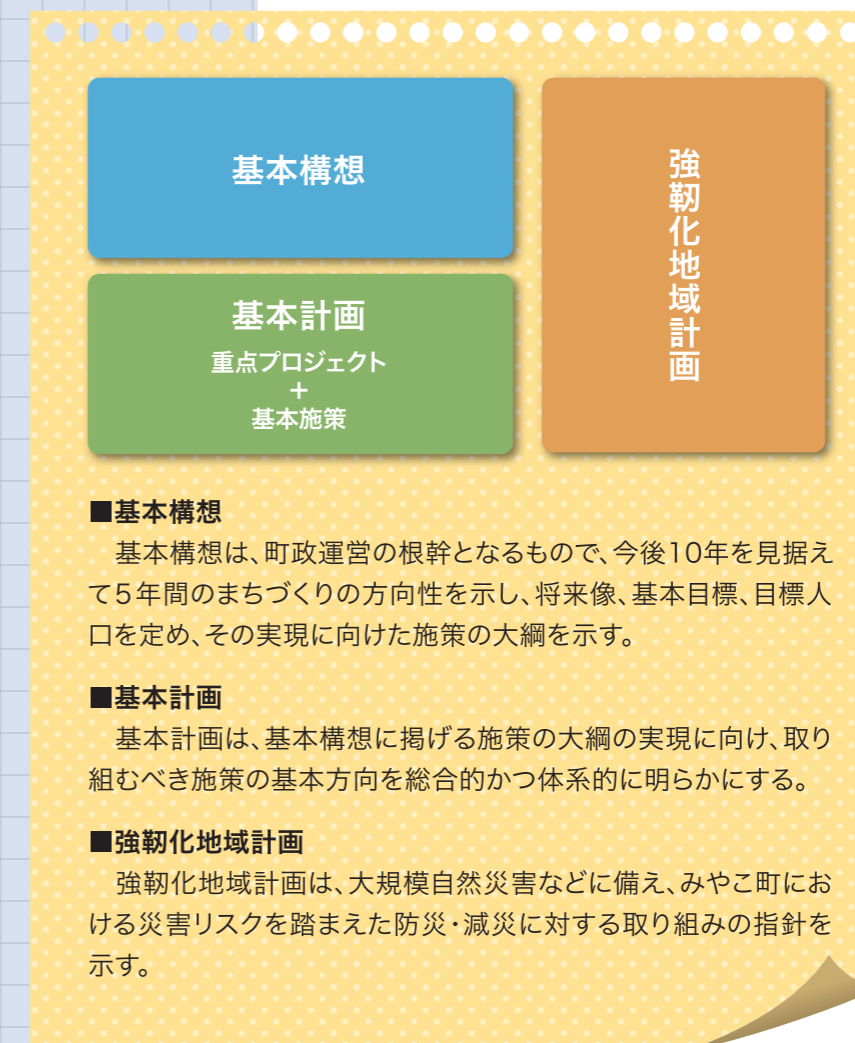 基本構想
基本計画
重点プロジェクト
＋
基本施策
強靭化地域計画
■基本構想
　基本構想は、町政運営の根幹となるもので、今後10年を見据え
て5年間のまちづくりの方向性を示し、将来像、基本目標、目標人
口を定め、その実現に向けた施策の大綱を示す。
■基本計画
　基本計画は、基本構想に掲げる施策の大綱の実現に向け、取り
組むべき施策の基本方向を総合的かつ体系的に明らかにする。
■強靭化地域計画
　強靭化地域計画は、大規模自然災害などに備え、みやこ町にお
ける災害リスクを踏まえた防災・減災に対する取り組みの指針を
示す。